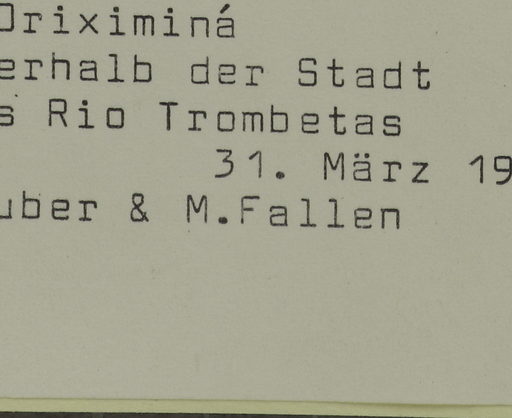 Oriximiná
erhalb der Stadt
s Rio Trombetas
31. März 19
uber & M.Fallen